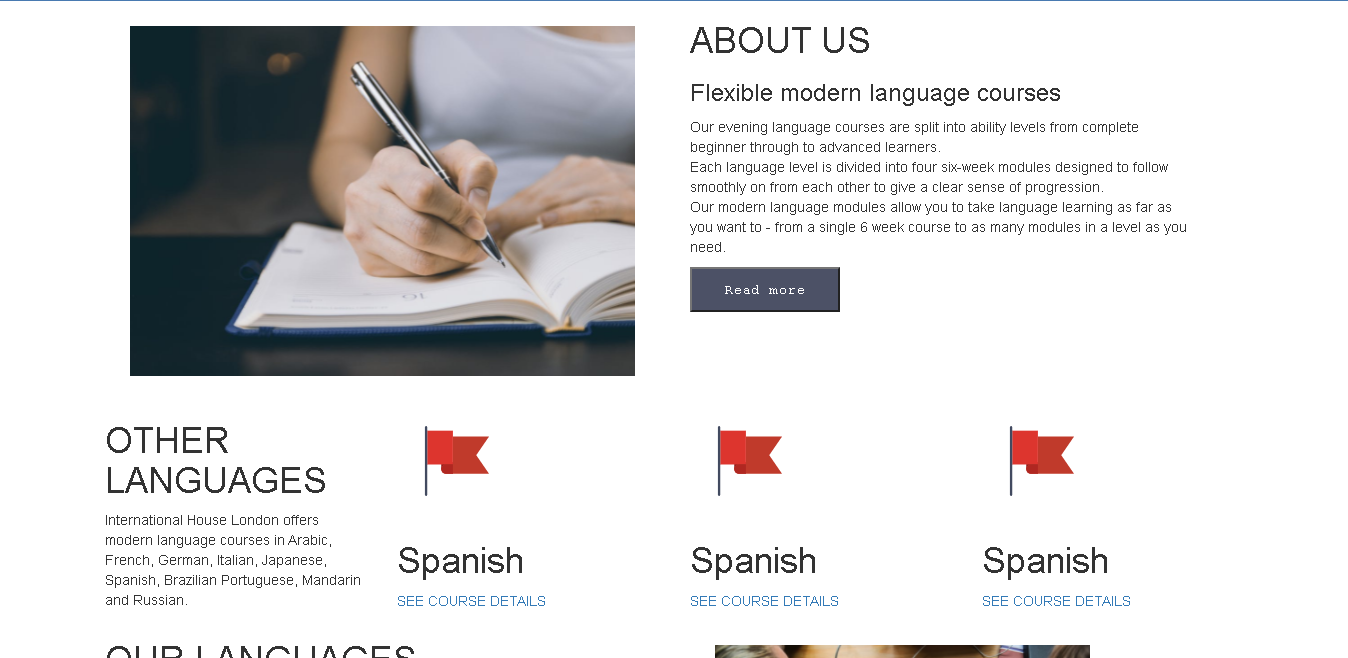 ABOUT US
Flexible modern language courses
Our evening language courses are split into ability levels from complete
beginner through to advanced learners.
Each language level is divided into four six-week modules designed to follow
smoothly on from each other to give a clear sense of progression.
Our modern language modules allow you to take language learning as far as
you want to - from a single 6 week course to as many modules in a level as you
need.
Read more
OTHER
LANGUAGES
International House London offers
modern language courses in Arabic,
French, German, Italian, Japanese,
Spanish, Brazilian Portuguese, Mandarin
and Russian.
Spanish
SEE COURSE DETAILS
Spanish
SEE COURSE DETAILS
Spanish
SEE COURSE DETAILS
OUR LANGUAGES